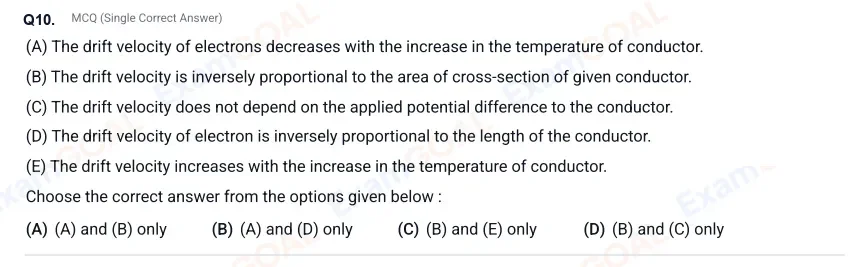 Q10. MCQ (Single Correct Answer)
(A) The drift velocity of electrons decreases with the increase in the temperature of conductor.
(B) The drift velocity is inversely proportional to the area of cross-section of given conductor.
(C) The drift velocity does not depend on the applied potential difference to the conductor.
(D) The drift velocity of electron is inversely proportional to the length of the conductor.
(E) The drift velocity increases with the increase in the temperature of conductor.
Choose the correct answer from the options given below :
(A) (A) and (B) only (B) (A) and (D) only (C) (B) and (E) only (D) (B) and (C) only